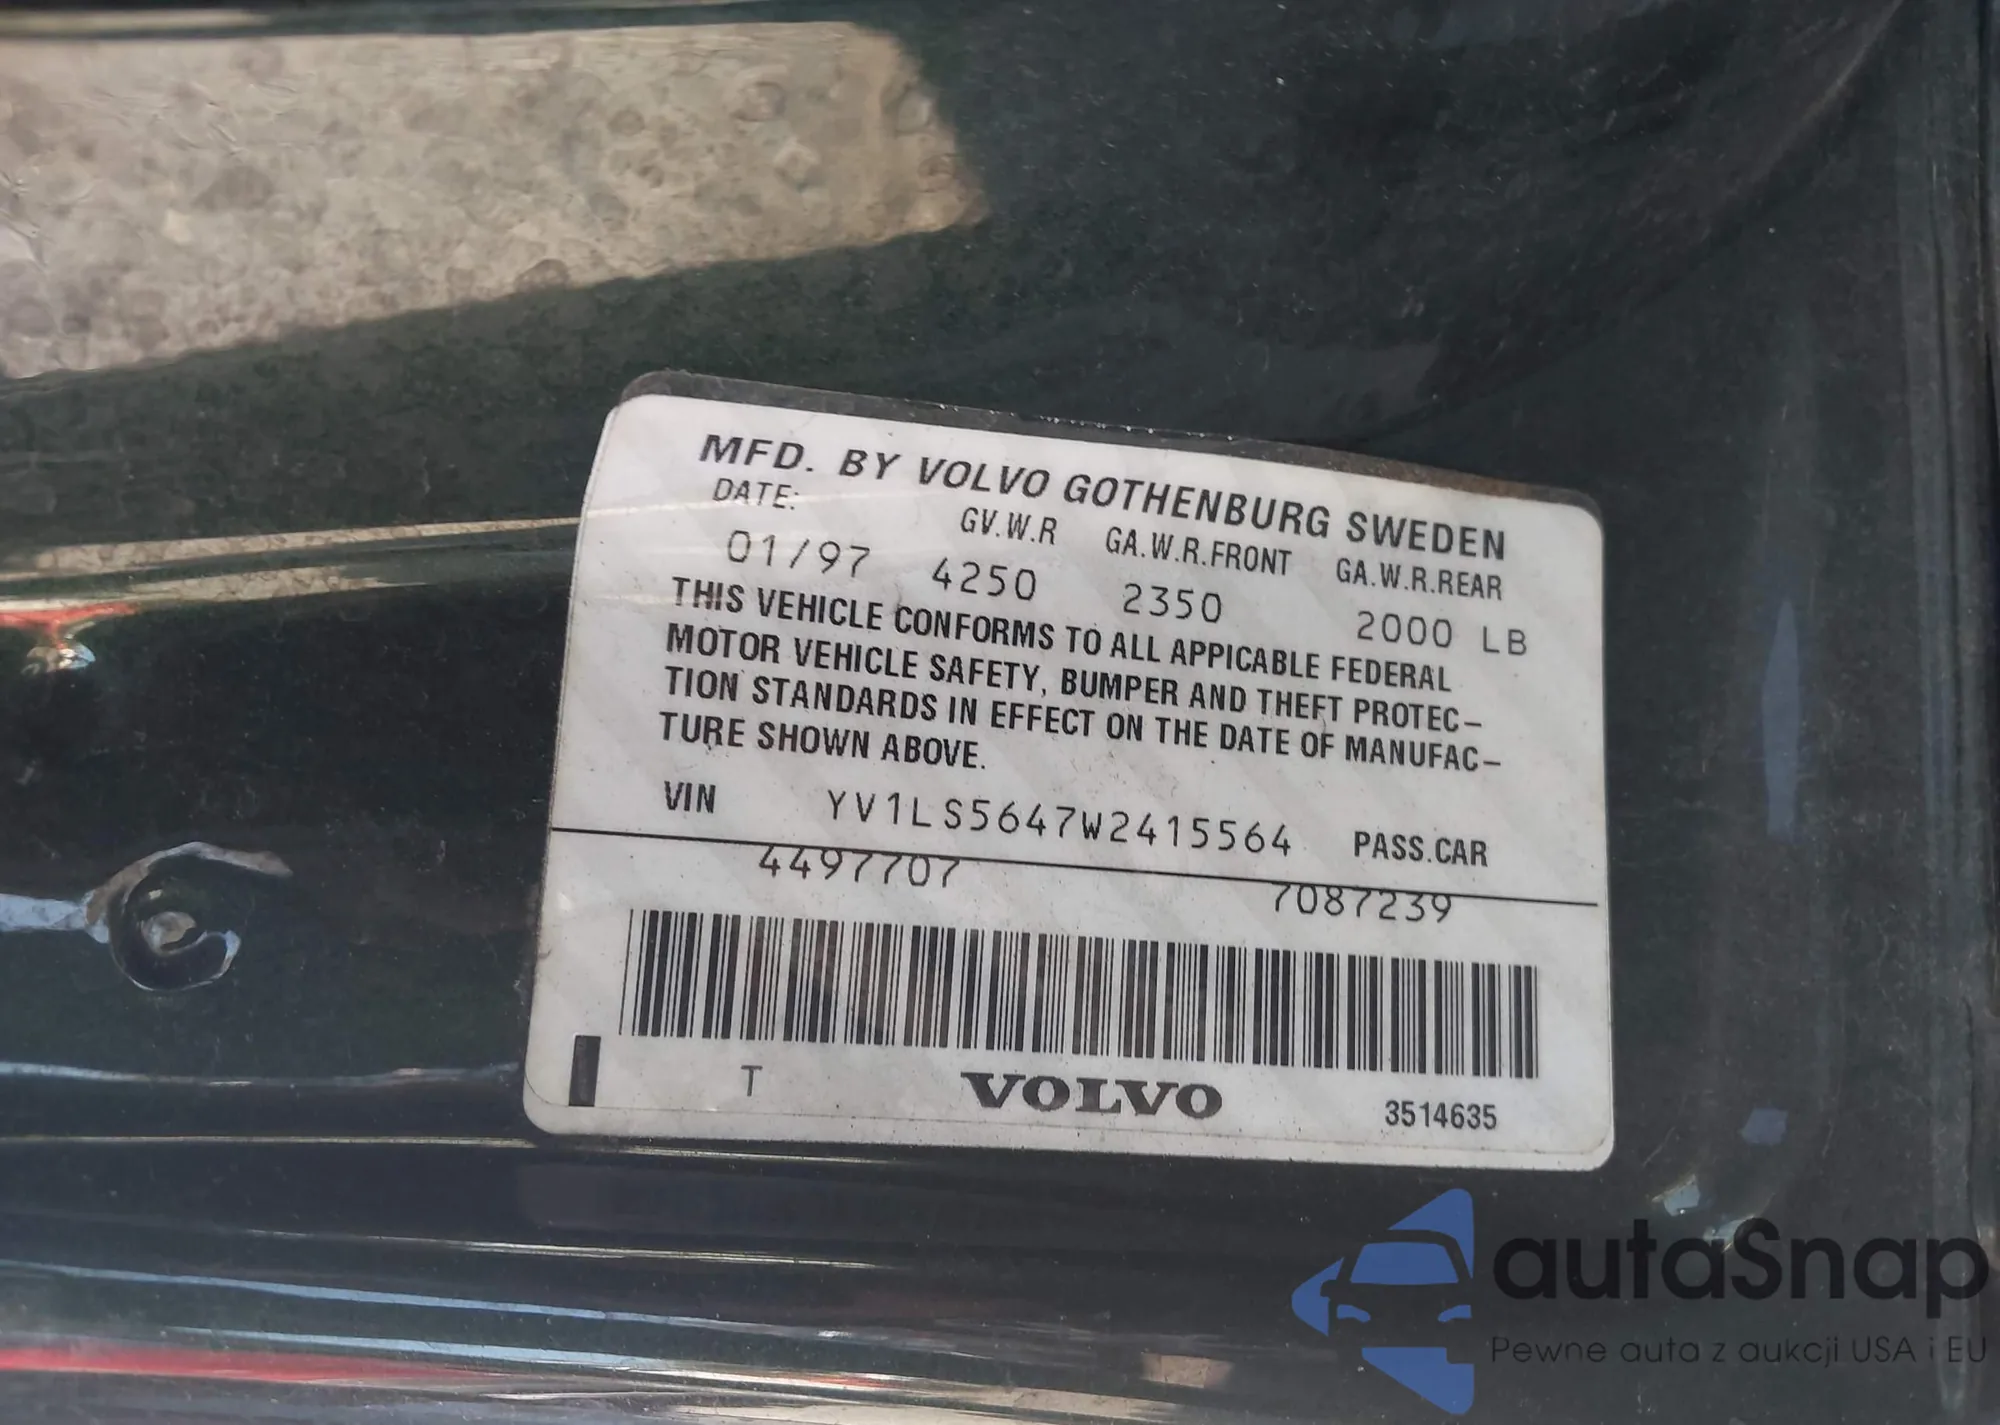 MFD. BY VOLVO GOTHENBURG SWEDEN
DATE: GV.W.R GA.W.R.FRONT GA.W.R.REAR
01/97 4250 2350 2000 LB
THIS VEHICLE CONFORMS TO ALL APPICABLE FEDERAL
MOTOR VEHICLE SAFETY, BUMPER AND THEFT PROTEC-
TION STANDARDS IN EFFECT ON THE DATE OF MANUFAC-
TURE SHOWN ABOVE.
VIN YV1LS5647W2415564 PASS.CAR
4497707 7087239
T VOLVO 3514635
autaSnap
Pewne auta z aukcji USA i EU